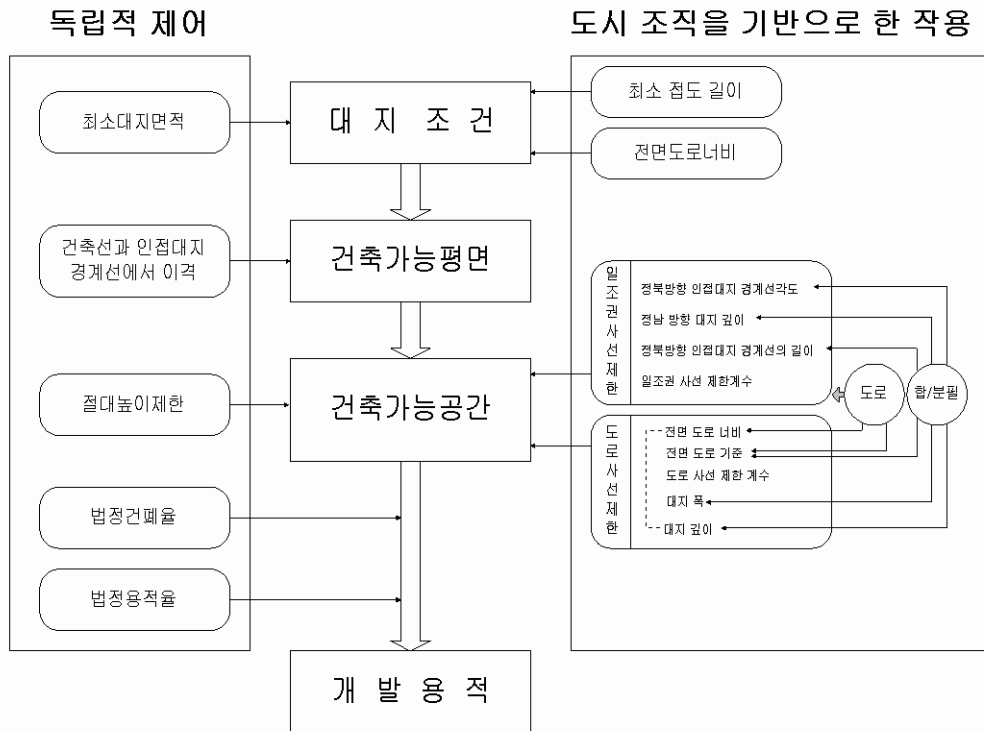 독립적 제어
도시 조직을 기반으로 한 작용
최소대지면적
대 지 조 건
최소 접도 길이
전면도로너비
건축선과 인접대지
경계선에서 이격
건축가능평면
절대높이제한
건축가능공간
일조권사선제한
정북방향 인접대지 경계선각도
정남 방향 대지 깊이
정북방향 인접대지 경계선의 길이
일조권 사선 제한계수
도로
합/분필
도로사선제한
전면 도로 너비
전면 도로 기준
도로 사선 제한 계수
대지 폭
대지 깊이
법정건폐율
법정용적율
개 발 용 적